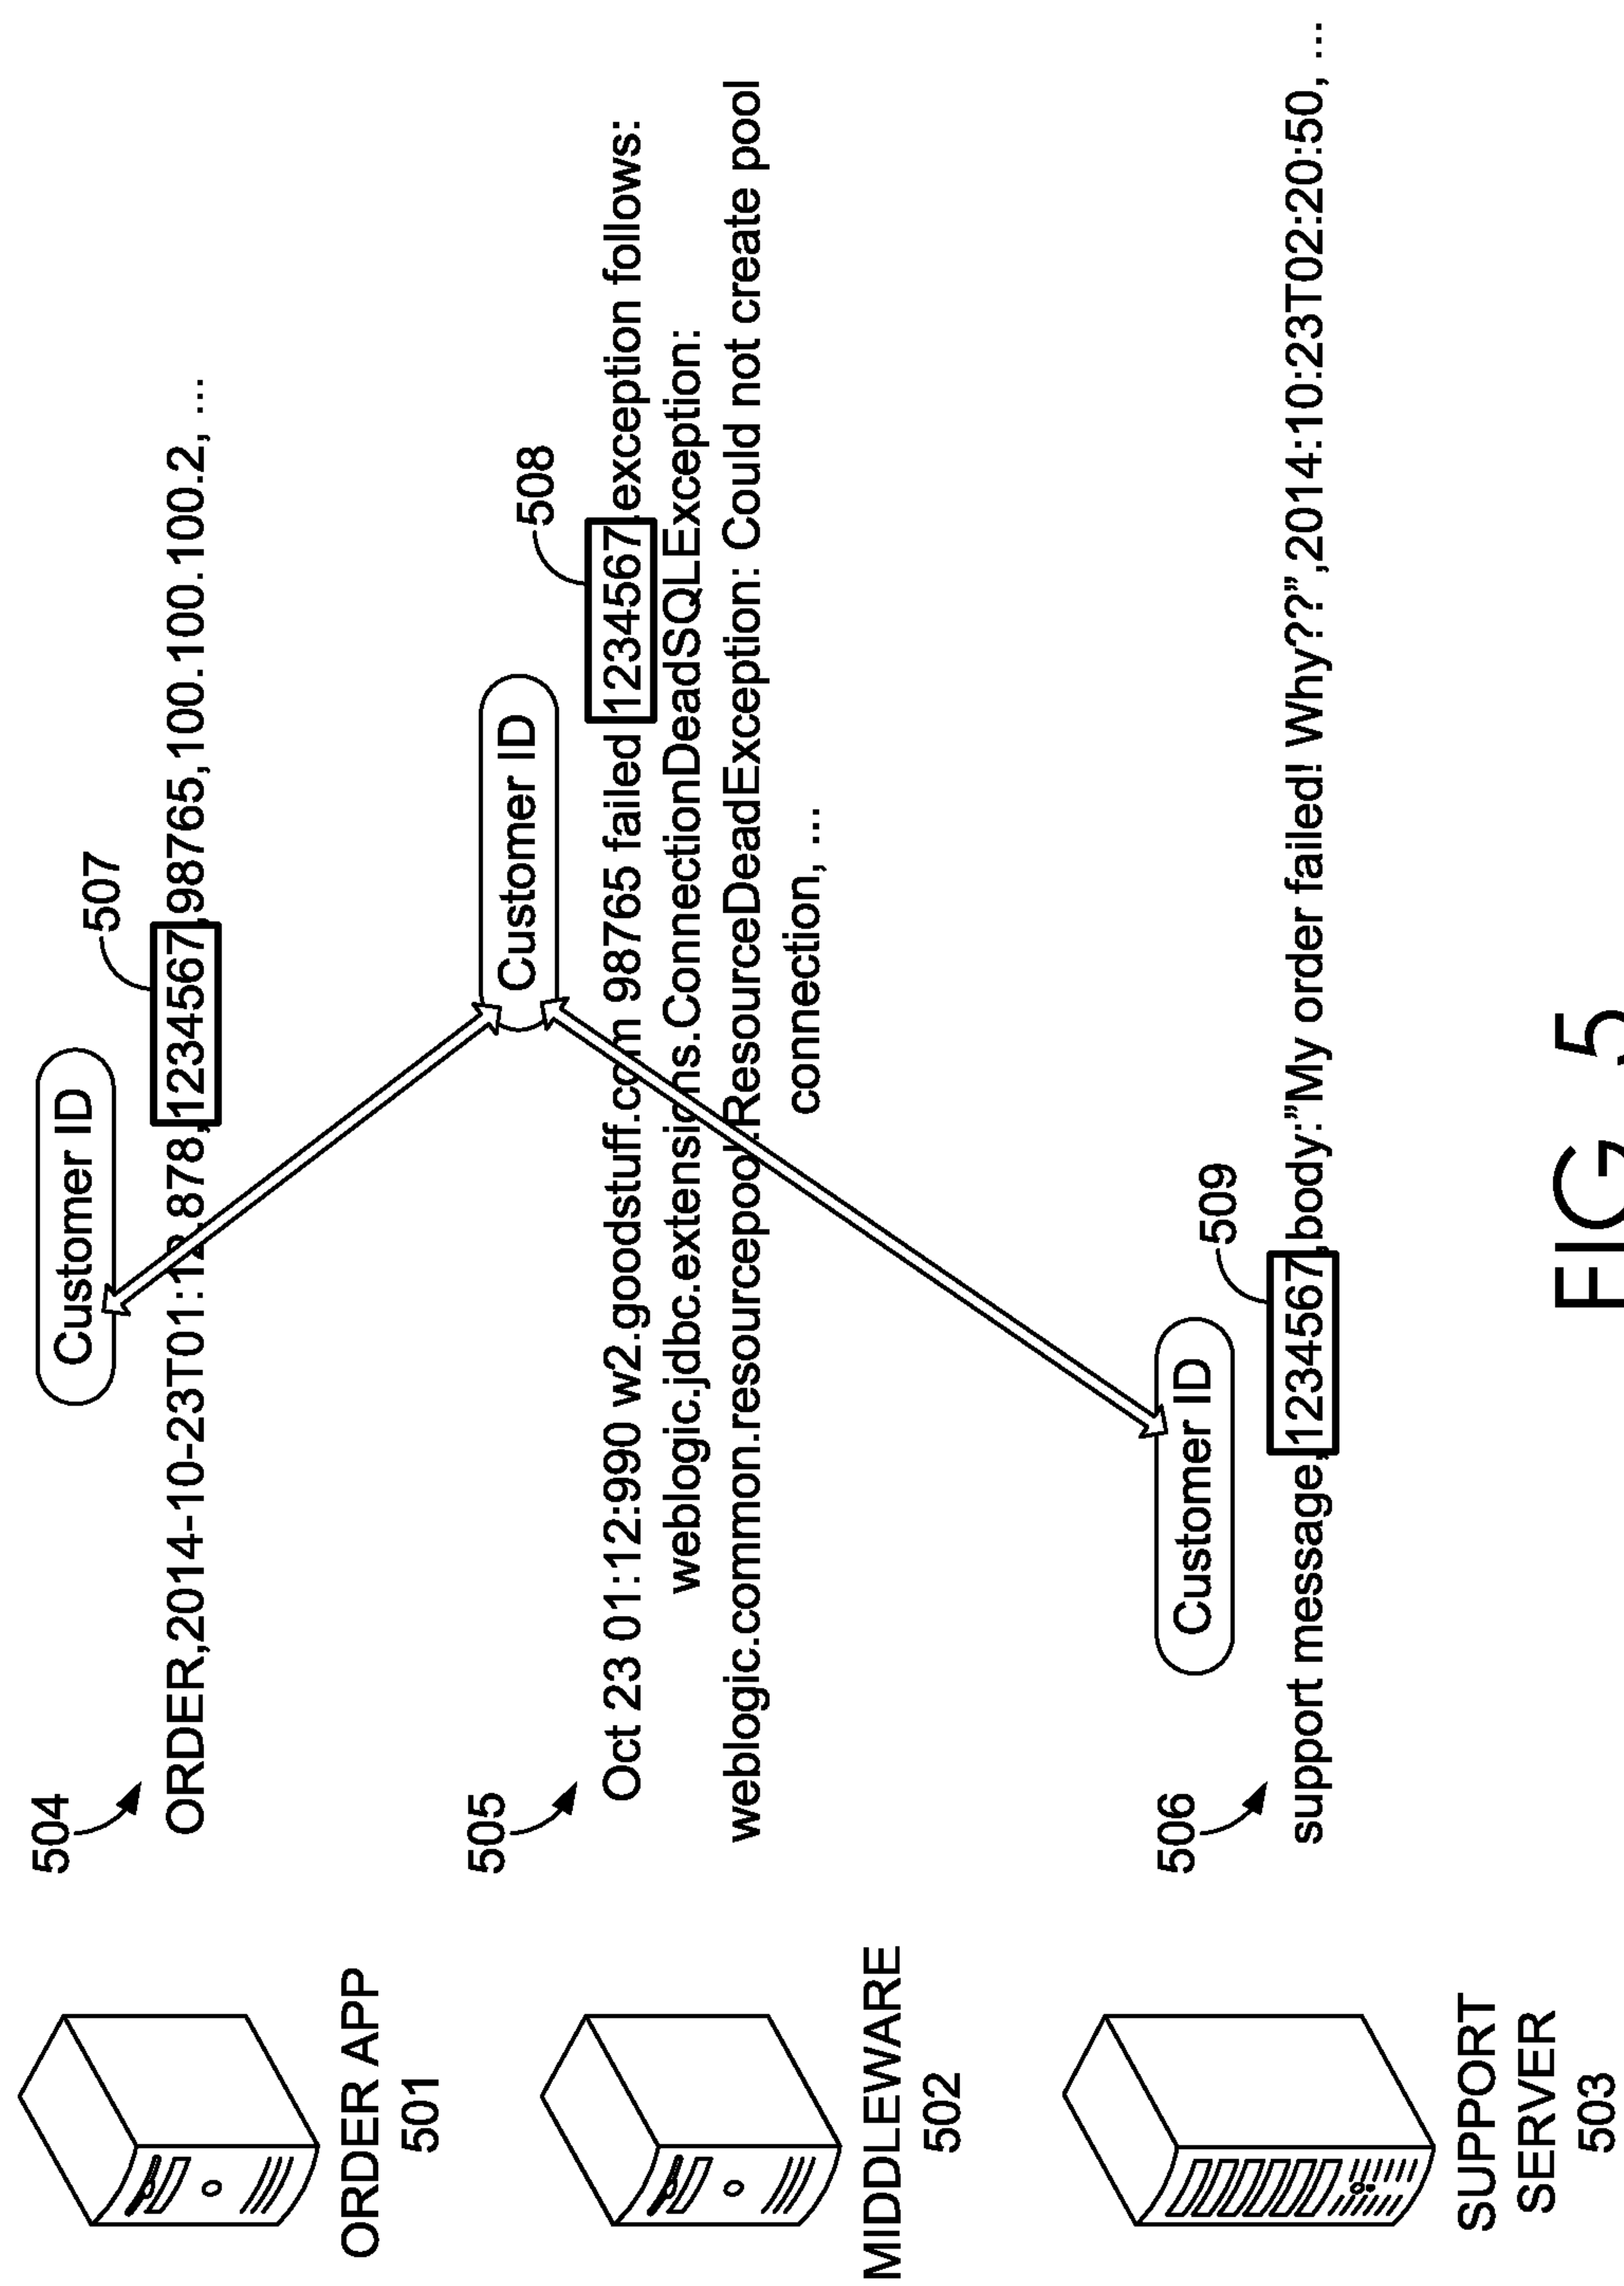 504
Customer ID
507
ORDER,2014-10-23T01:12.878,1234567,98765,100.100.100.2, ...
ORDER APP
501
505
Customer ID
508
Oct 23 01:12:990 w2.goodstuff.com 98765 failed 1234567.exception follows:
weblogic.jdbc.extensions.ConnectionDeadSQLException:
weblogic.common.resourcepool.ResourceDeadException: Could not create pool
connection, ...
MIDDLEWARE
502
506
Customer ID
509
support message,1234567,body:"My order failed! Why??",2014:10:23T02:20:50, ...
SUPPORT
SERVER
503
FIG. 5